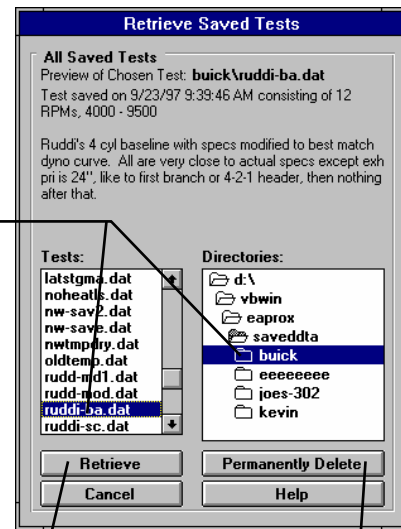 Retrieve Saved Tests
All Saved Tests
Preview of Chosen Test: buick\ruddi-ba.dat
Test saved on 9/23/97 9:39:46 AM consisting of 12
RPMs, 4000 - 9500
Ruddi's 4 cyl baseline with specs modified to best match
dyno curve. All are very close to actual specs except exh
pri is 24", like to first branch or 4-2-1 header, then nothing
after that.
Tests:
latstgma.dat
noheatls.dat
nw-sav2.dat
nw-save.dat
nwtmpdry.dat
oldtemp.dat
rudd-md1.dat
rudd-mod.dat
ruddi-ba.dat
ruddi-sc.dat
Directories:
d:\
vbwin
eaprox
saveddta
buick
eeeeeeee
joes-302
kevin
Retrieve
Permanently Delete
Cancel
Help